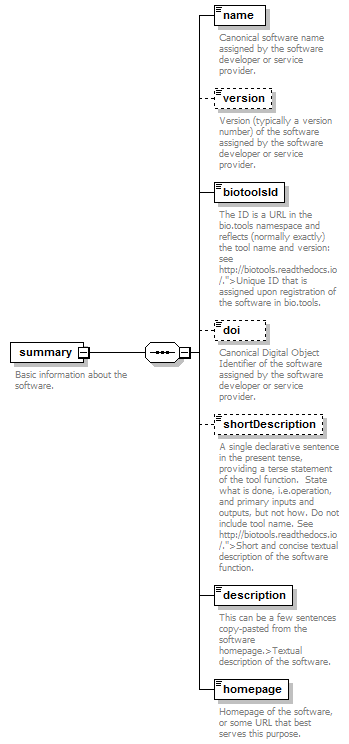 name
Canonical software name
assigned by the software
developer or service
provider.
version
Version (typically a version
number) of the software
assigned by the software
developer or service
provider.
biotoolsId
The ID is a URL in the
bio.tools namespace and
reflects (normally exactly)
the tool name and version:
see
http://biotools.readthedocs.io
/.">Unique ID that is
assigned upon registration of
the software in bio.tools.
doi
Canonical Digital Object
Identifier of the software
assigned by the software
developer or service
provider.
summary
Basic information about the
software.
shortDescription
A single declarative sentence
in the present tense,
providing a terse statement
of the tool function.  State
what is done, i.e.operation,
and primary inputs and
outputs, but not how. Do not
include tool name. See
http://biotools.readthedocs.io
/.">Short and concise textual
description of the software
function.
description
This can be a few sentences
copy-pasted from the
software
homepage.>Textual
description of the software.
homepage
Homepage of the software,
or some URL that best
serves this purpose.